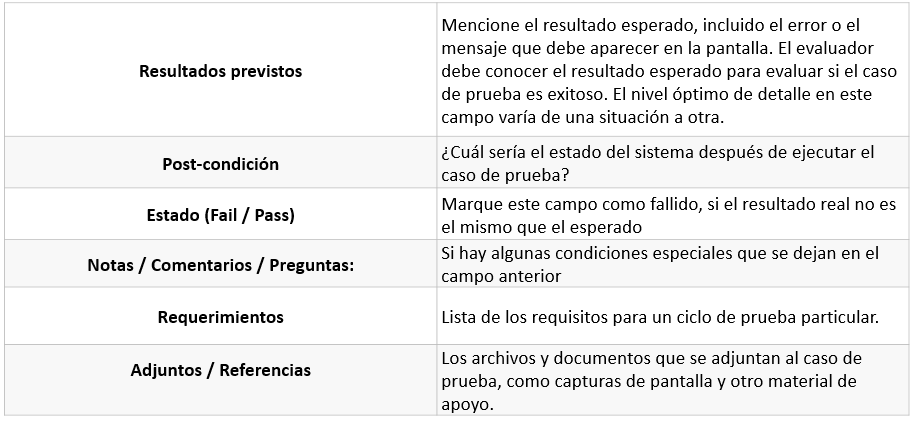 Resultados previstos
Mencione el resultado esperado, incluido el error o el
mensaje que debe aparecer en la pantalla. El evaluador
debe conocer el resultado esperado para evaluar si el caso
de prueba es exitoso. El nivel óptimo de detalle en este
campo varía de una situación a otra.
Post-condición
¿Cuál sería el estado del sistema después de ejecutar el
caso de prueba?
Estado (Fail / Pass)
Marque este campo como fallido, si el resultado real no es
el mismo que el esperado
Notas / Comentarios / Preguntas:
Si hay algunas condiciones especiales que se dejan en el
campo anterior
Requerimientos
Lista de los requisitos para un ciclo de prueba particular.
Adjuntos / Referencias
Los archivos y documentos que se adjuntan al caso de
prueba, como capturas de pantalla y otro material de
apoyo.